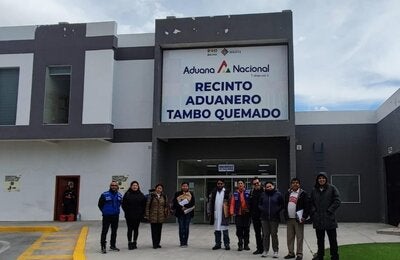 Aduana Nacional
RECINTO
ADUANERO
TAMBO QUEMADO